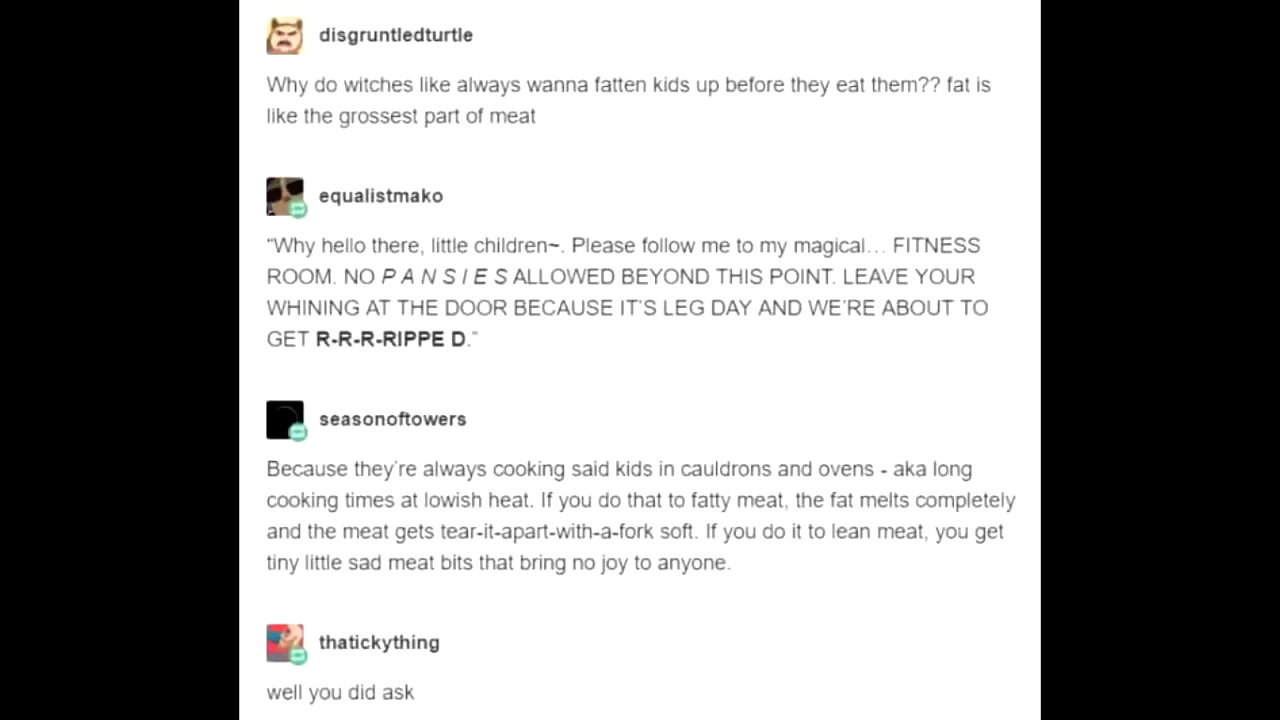 disgruntledturtle
Why do witches like always wanna fatten kids up before they eat them?? fat is
like the grossest part of meat
equalistmako
"Why hello there, little children~. Please follow me to my magical... FITNESS
ROOM. NO P A N S I E S ALLOWED BEYOND THIS POINT. LEAVE YOUR
WHINING AT THE DOOR BECAUSE IT'S LEG DAY AND WE'RE ABOUT TO
GET R-R-R-RIPPE D."
seasonoftowers
Because they're always cooking said kids in cauldrons and ovens - aka long
cooking times at lowish heat. If you do that to fatty meat, the fat melts completely
and the meat gets tear-it-apart-with-a-fork soft. If you do it to lean meat, you get
tiny little sad meat bits that bring no joy to anyone.
thatickything
well you did ask